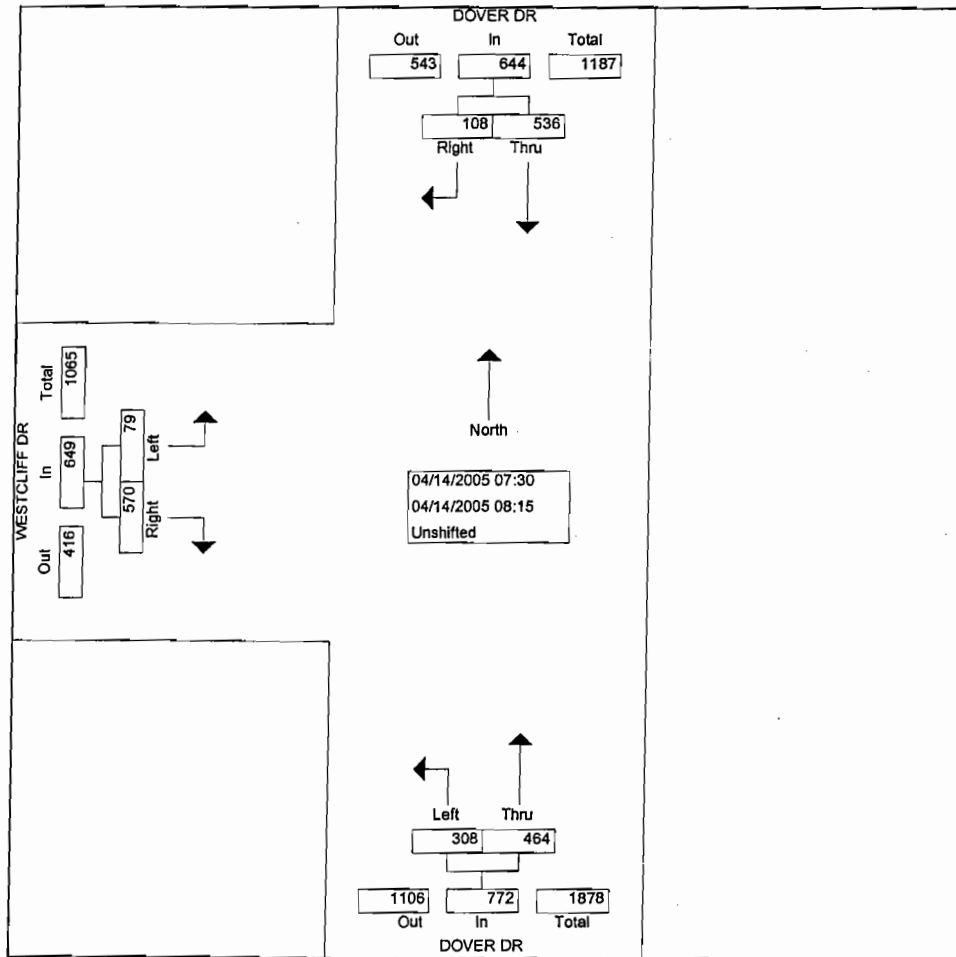 DOVER DR
Out In Total
543 644 1187
108 536
Right Thru
WESTCLIFF DR
Total
1065
In
649
Out
416
79
Left
570
Right
North
04/14/2005 07:30
04/14/2005 08:15
Unshifted
Left Thru
308 464
1106 772 1878
Out In Total
DOVER DR